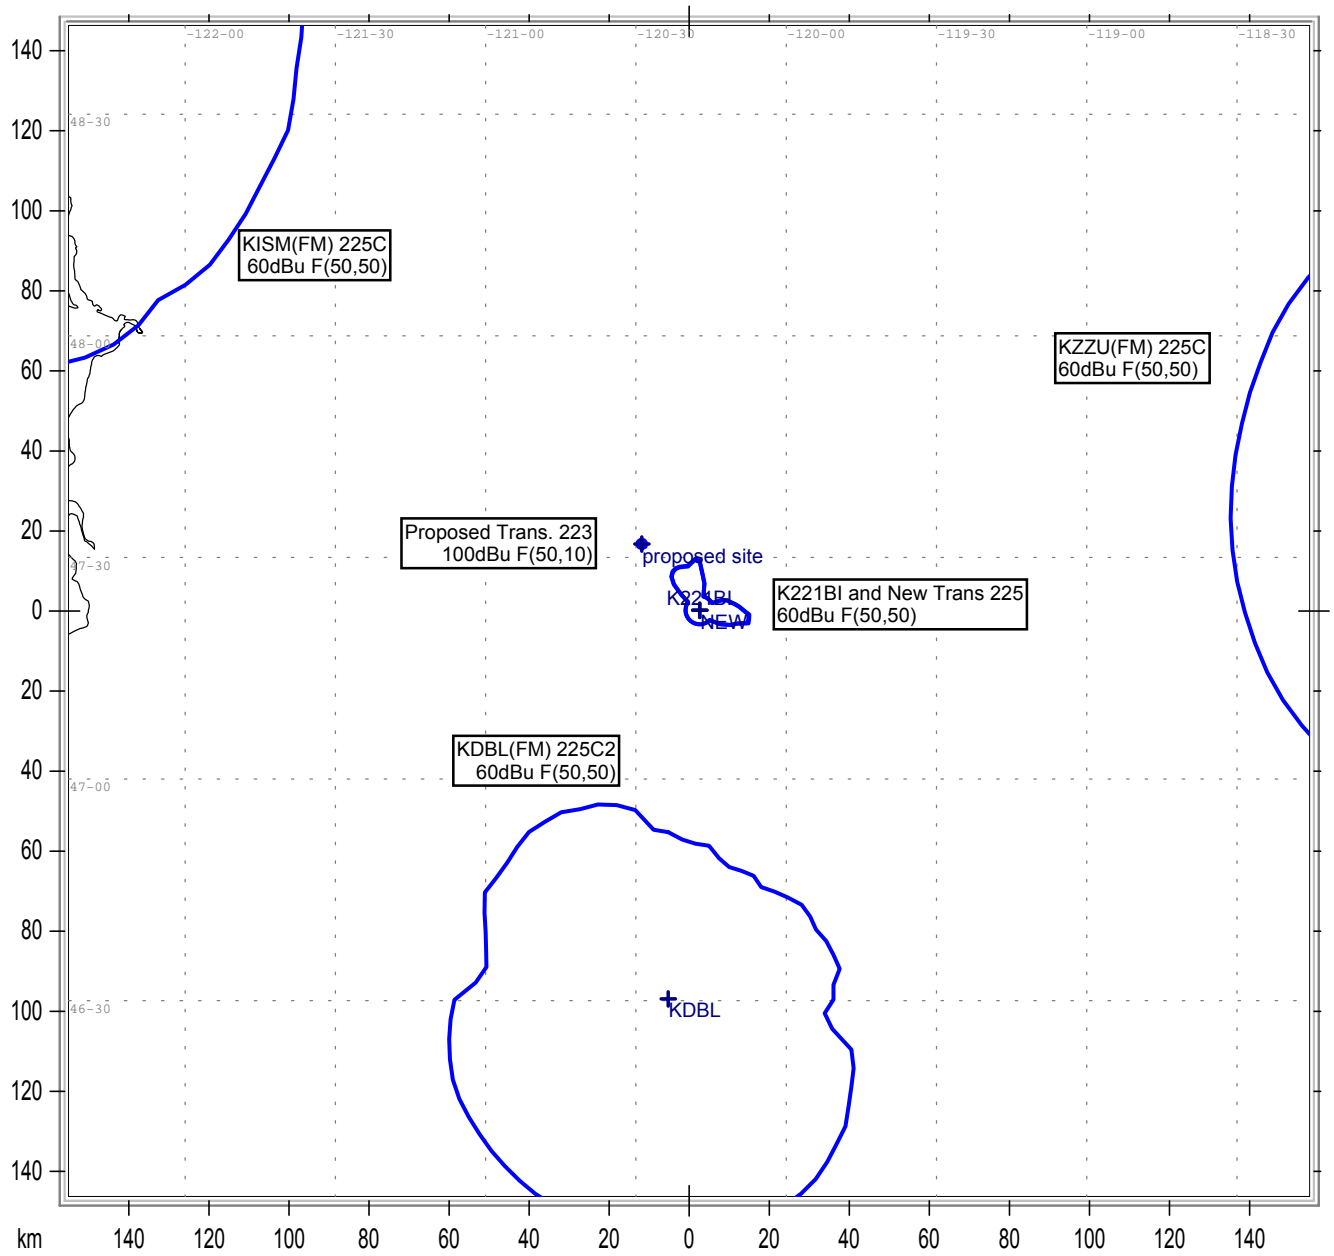 -122-00 -121-30 -121-00 -120-30 -120-00 -119-30 -119-00 -118-30
140
48-30
120
100
KISM(FM) 225C
60dBu F(50,50)
80
48-00
60
KZZU(FM) 225C
60dBu F(50,50)
40
20
Proposed Trans. 223
100dBu F(50,10)
proposed site
47-30
K221BI
K221BI and New Trans 225
60dBu F(50,50)
0
NEW
20
40
KDBL(FM) 225C2
60dBu F(50,50)
47-00
60
80
100
46-30
KDBL
120
140
km 140 120 100 80 60 40 20 0 20 40 60 80 100 120 140